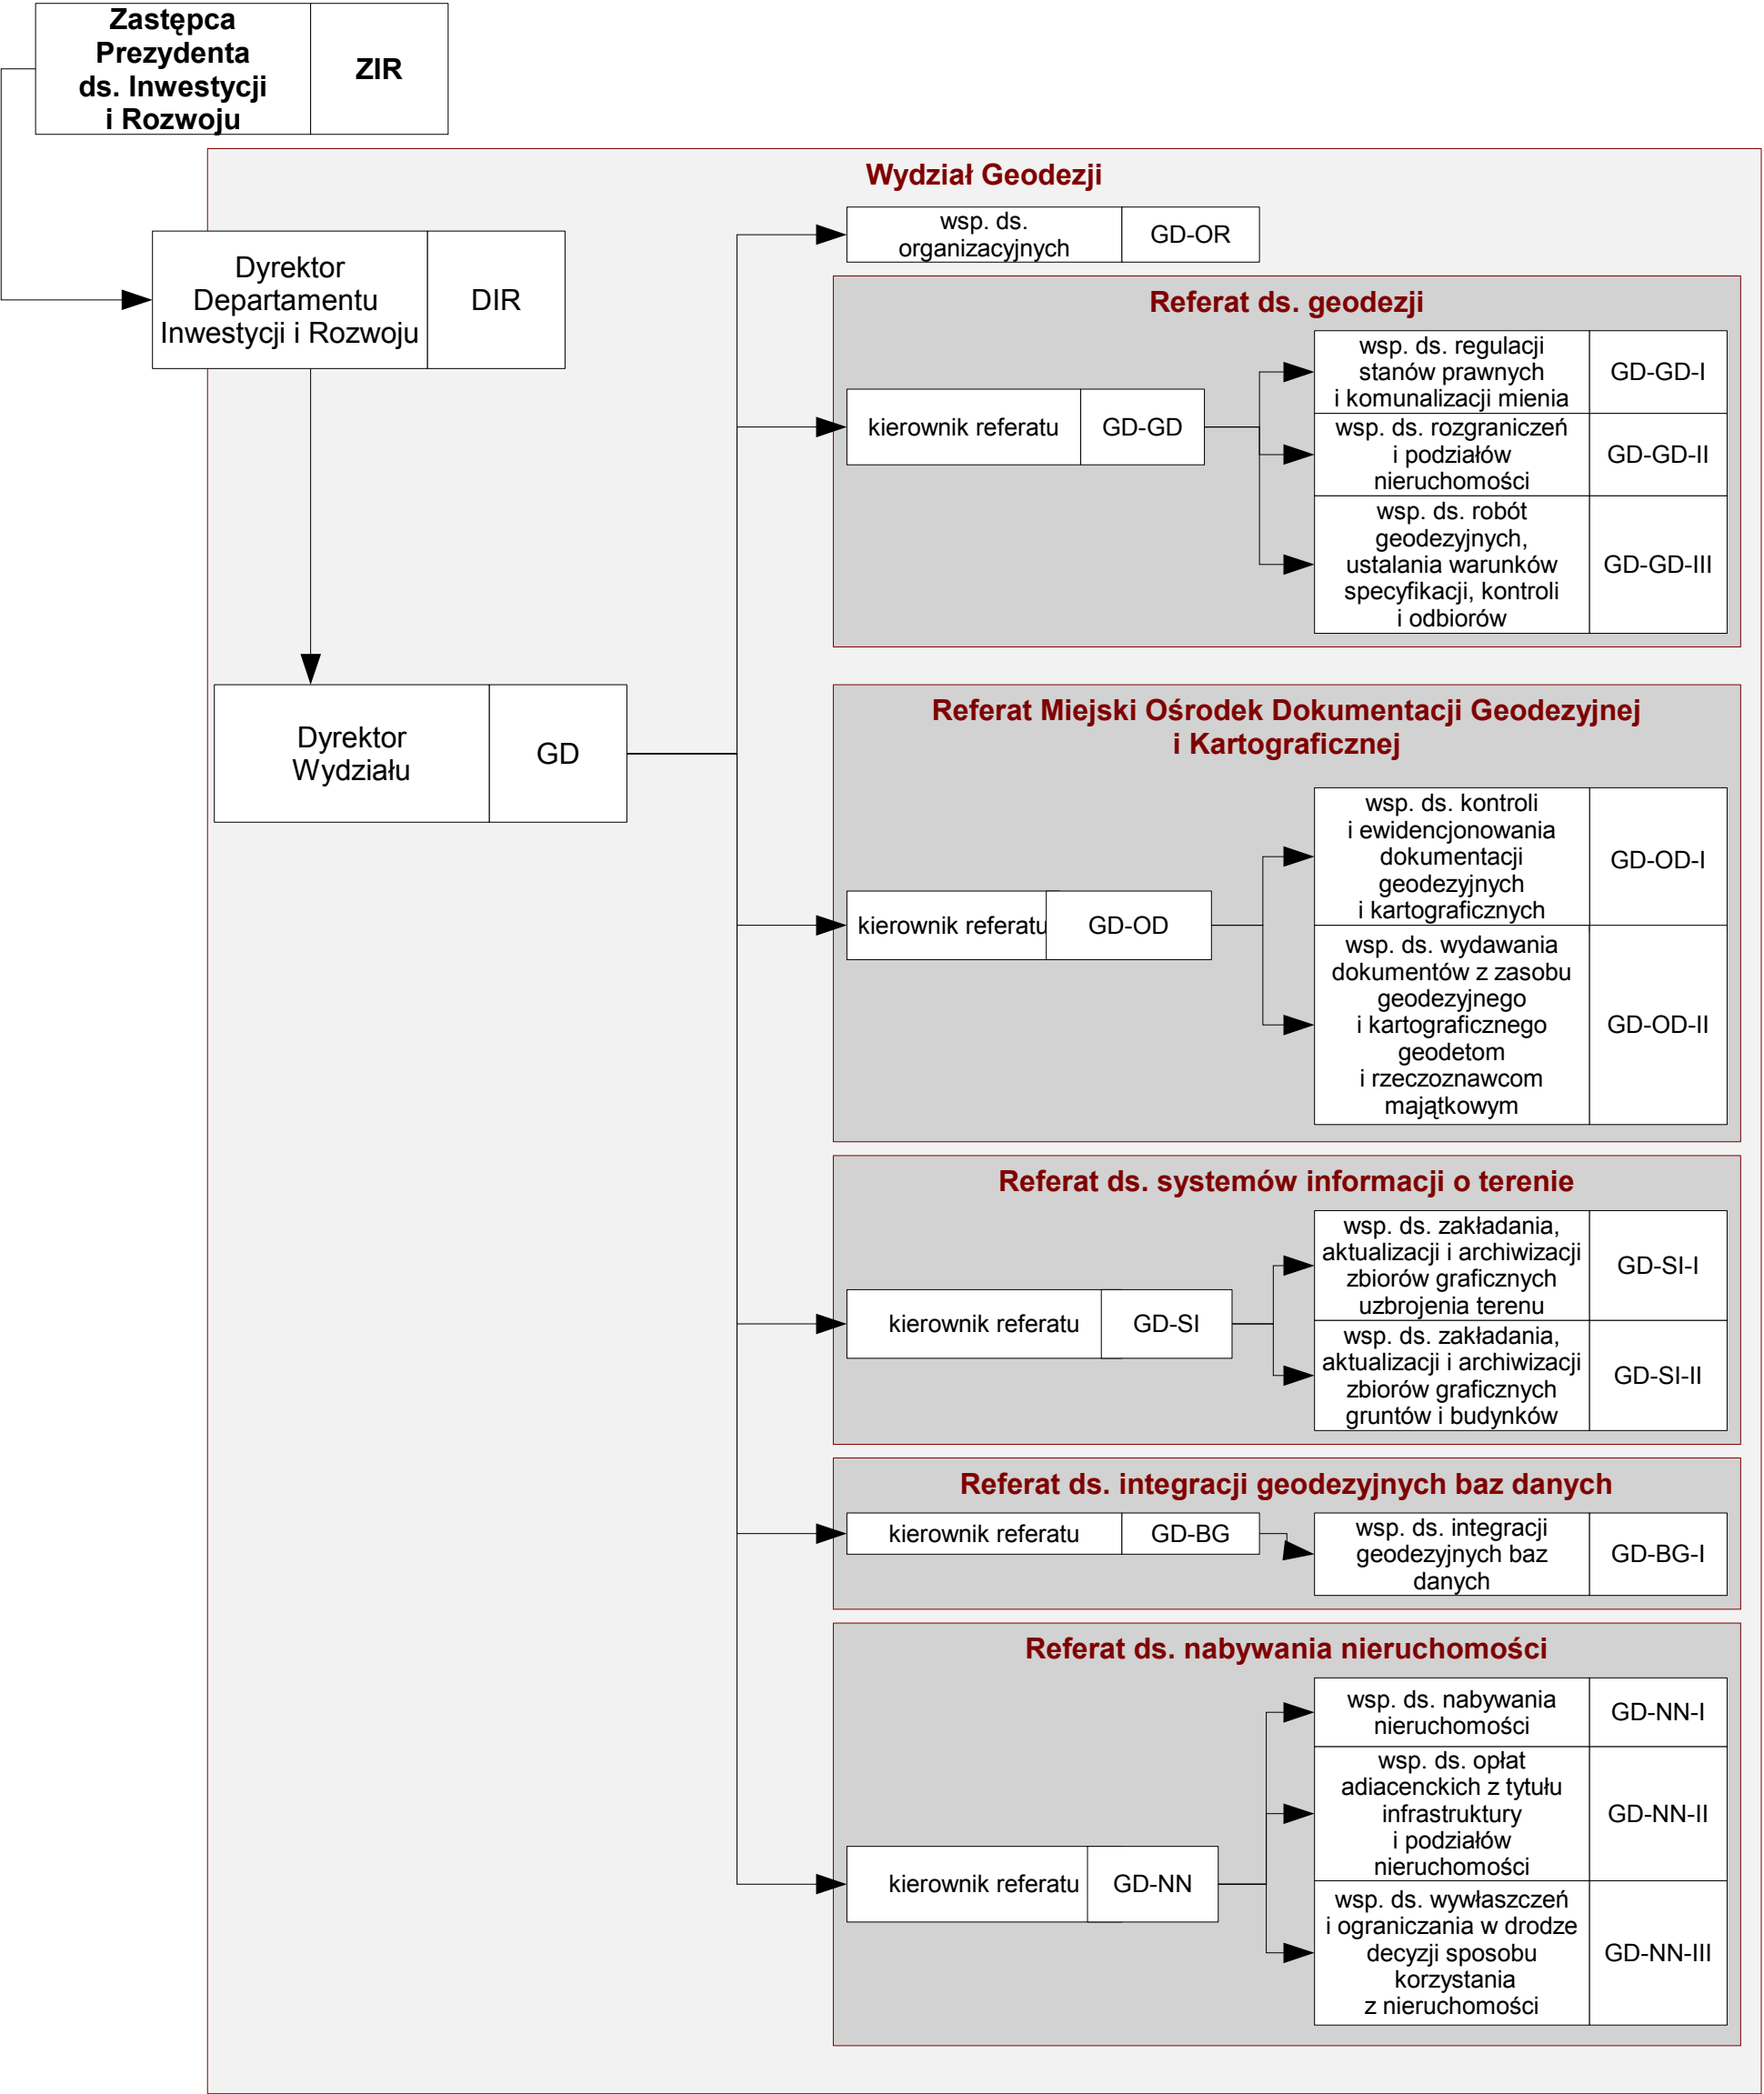 Zastępca
Prezydenta
ds. Inwestycji
i Rozwoju
ZIR
Wydział Geodezji
wsp. ds.
organizacyjnych
GD-OR
Dyrektor
Departamentu
Inwestycji i Rozwoju
DIR
Referat ds. geodezji
kierownik referatu
GD-GD
wsp. ds. regulacji
stanów prawnych
i komunalizacji mienia
GD-GD-I
wsp. ds. rozgraniczeń
i podziałów
nieruchomości
GD-GD-II
wsp. ds. robót
geodezyjnych,
ustalania warunków
specyfikacji, kontroli
i odbiorów
GD-GD-III
Dyrektor
Wydziału
GD
Referat Miejski Ośrodek Dokumentacji Geodezyjnej
i Kartograficznej
kierownik referatu
GD-OD
wsp. ds. kontroli
i ewidencjonowania
dokumentacji
geodezyjnych
i kartograficznych
GD-OD-I
wsp. ds. wydawania
dokumentów z zasobu
geodezyjnego
i kartograficznego
geodetom
i rzeczoznawcom
majątkowym
GD-OD-II
Referat ds. systemów informacji o terenie
kierownik referatu
GD-SI
wsp. ds. zakładania,
aktualizacji i archiwizacji
zbiorów graficznych
uzbrojenia terenu
GD-SI-I
wsp. ds. zakładania,
aktualizacji i archiwizacji
zbiorów graficznych
gruntów i budynków
GD-SI-II
Referat ds. integracji geodezyjnych baz danych
kierownik referatu
GD-BG
wsp. ds. integracji
geodezyjnych baz
danych
GD-BG-I
Referat ds. nabywania nieruchomości
kierownik referatu
GD-NN
wsp. ds. nabywania
nieruchomości
GD-NN-I
wsp. ds. opłat
adiacenckich z tytułu
infrastruktury
i podziałów
nieruchomości
GD-NN-II
wsp. ds. wywłaszczeń
i ograniczania w drodze
decyzji sposobu
korzystania
z nieruchomości
GD-NN-III